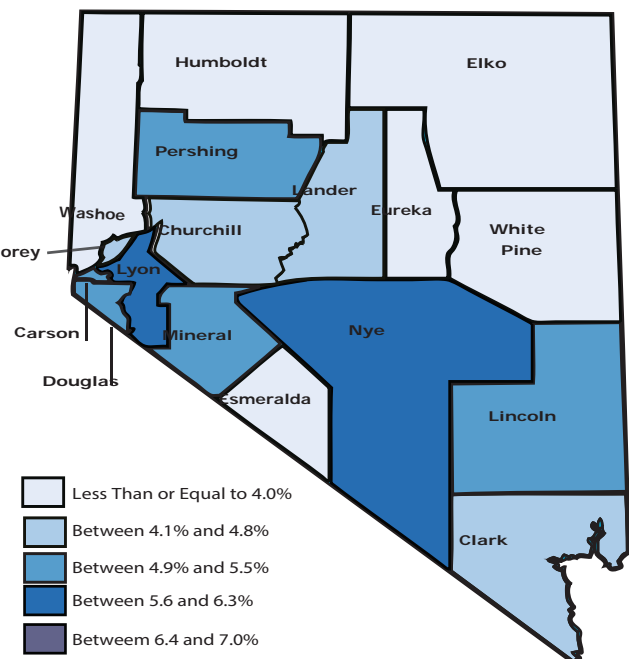 Humboldt
Elko
Pershing
Lander
Washoe
Eureka
Churchill
White
Pine
orey
Lyon
Carson
Mineral
Nye
Douglas
Esmeralda
Lincoln
Clark
Less Than or Equal to 4.0%
Between 4.1% and 4.8%
Between 4.9% and 5.5%
Between 5.6 and 6.3%
Betweem 6.4 and 7.0%